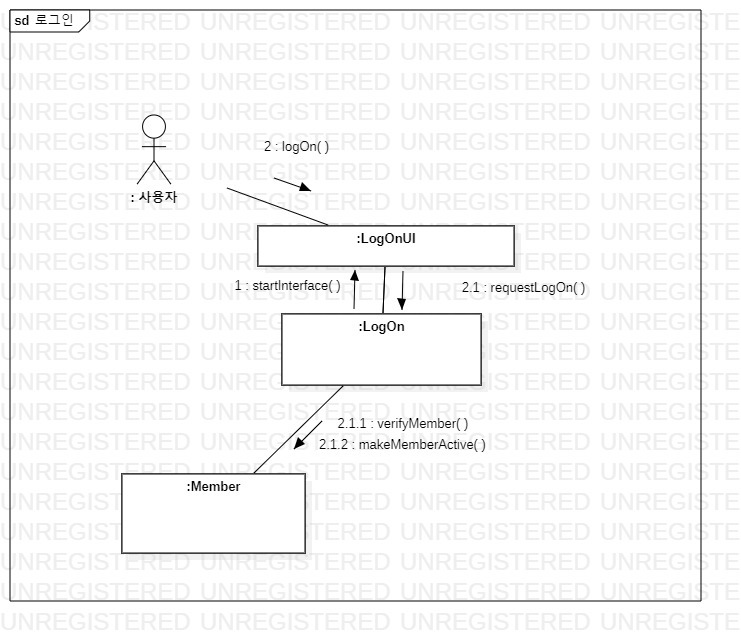 sd 로그인
2 : logOn( )
: 사용자
:LogOnUI
1 : startInterface( )
2.1 : requestLogOn( )
:LogOn
2.1.1 : verifyMember( )
2.1.2 : makeMemberActive( )
:Member
UNREGISTERED